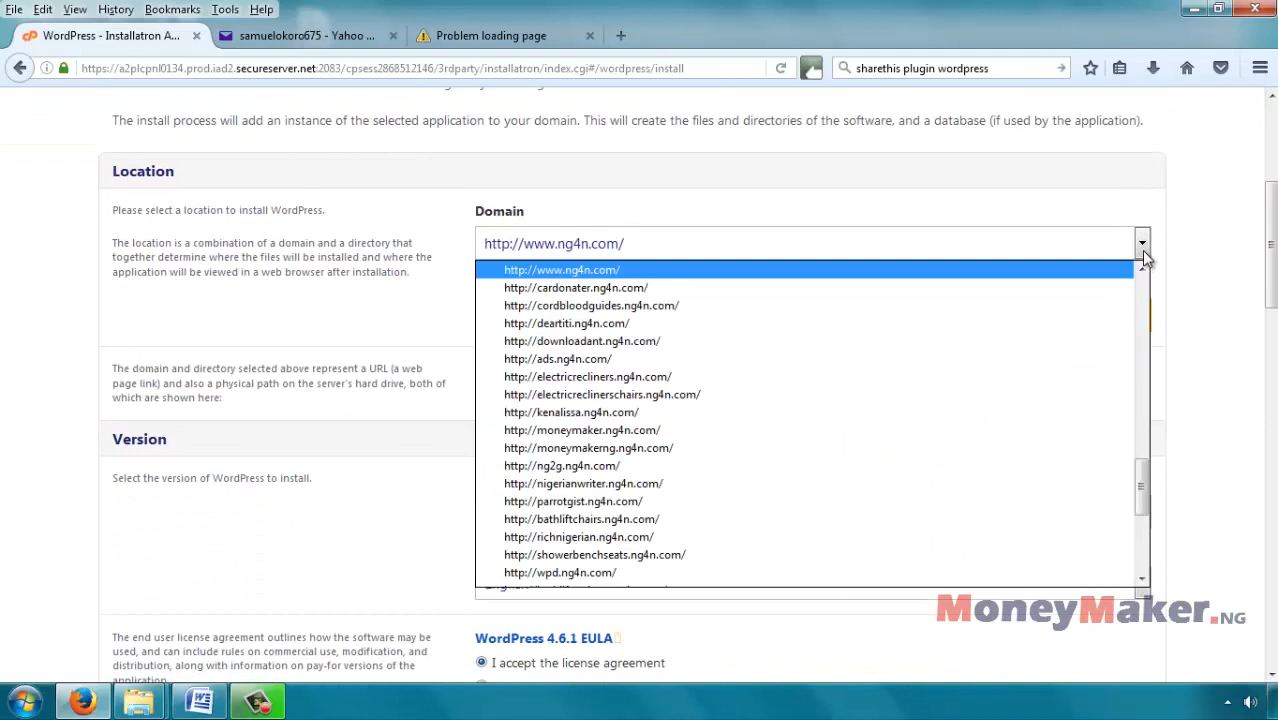 File Edit View History Bookmarks Tools Help
WordPress - Installatron A... × samuelokoro675 - Yahoo ... × Problem loading page × +
https://a2plcpnl0134.prod.iad2.secureserver.net:2083/cpsess2868512146/3rdparty/installatron/index.cgi#/wordpress/install
sharethis plugin wordpress
The install process will add an instance of the selected application to your domain. This will create the files and directories of the software, and a database (if used by the application).
Location
Please select a location to install WordPress.
The location is a combination of a domain and a directory that
together determine where the files will be installed and where the
application will be viewed in a web browser after installation.
Domain
http://www.ng4n.com/
http://www.ng4n.com/
http://cardonater.ng4n.com/
http://cordbloodguides.ng4n.com/
http://deartiti.ng4n.com/
http://downloadant.ng4n.com/
http://ads.ng4n.com/
http://electricrecliners.ng4n.com/
http://electricreclinerschairs.ng4n.com/
http://kenalissa.ng4n.com/
http://moneymaker.ng4n.com/
http://moneymakerng.ng4n.com/
http://ng2g.ng4n.com/
http://nigerianwriter.ng4n.com/
http://parrotgist.ng4n.com/
http://bathliftchairs.ng4n.com/
http://richnigerian.ng4n.com/
http://showerbenchseats.ng4n.com/
http://wpd.ng4n.com/
The domain and directory selected above represent a URL (a web
page link) and also a physical path on the server's hard drive, both of
which are shown here:
Version
Select the version of WordPress to install.
MoneyMaker.NG
The end user license agreement outlines how the software may be
used, and can include rules on commercial use, modification, and
distribution, along with information on pay-for versions of the
application.
WordPress 4.6.1 EULA
I accept the license agreement